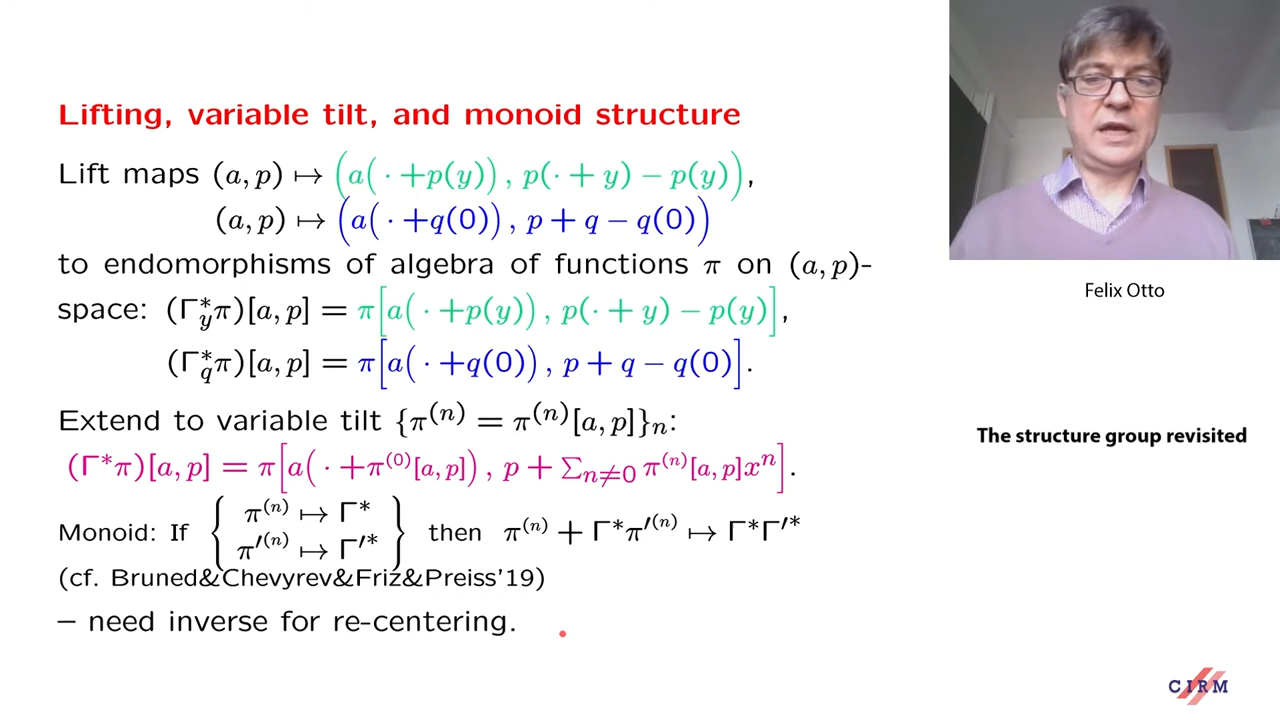 Lifting, variable tilt, and monoid structure
Lift maps (a, p) ↦ (a( · +p(y)) , p(· + y) − p(y)),
(a, p) ↦ (a( · +q(0)) , p + q − q(0))
to endomorphisms of algebra of functions π on (a, p)-
space: (Γ*_y π)[a, p] = π[a( · +p(y)) , p(· + y) − p(y)],
(Γ*_q π)[a, p] = π[a( · +q(0)) , p + q − q(0)].
Extend to variable tilt {π^(n) = π^(n)[a, p]}_n:
(Γ*π)[a, p] = π[a( · +π^(0)[a, p]) , p + Σ_{n≠0} π^(n)[a, p]x^n].
Monoid: If { π^(n) ↦ Γ* π′^(n) ↦ Γ′* } then π^(n) + Γ*π′^(n) ↦ Γ*Γ′*
(cf. Bruned&Chevyrev&Friz&Preiss'19)
– need inverse for re-centering.
Felix Otto
The structure group revisited
CIRM